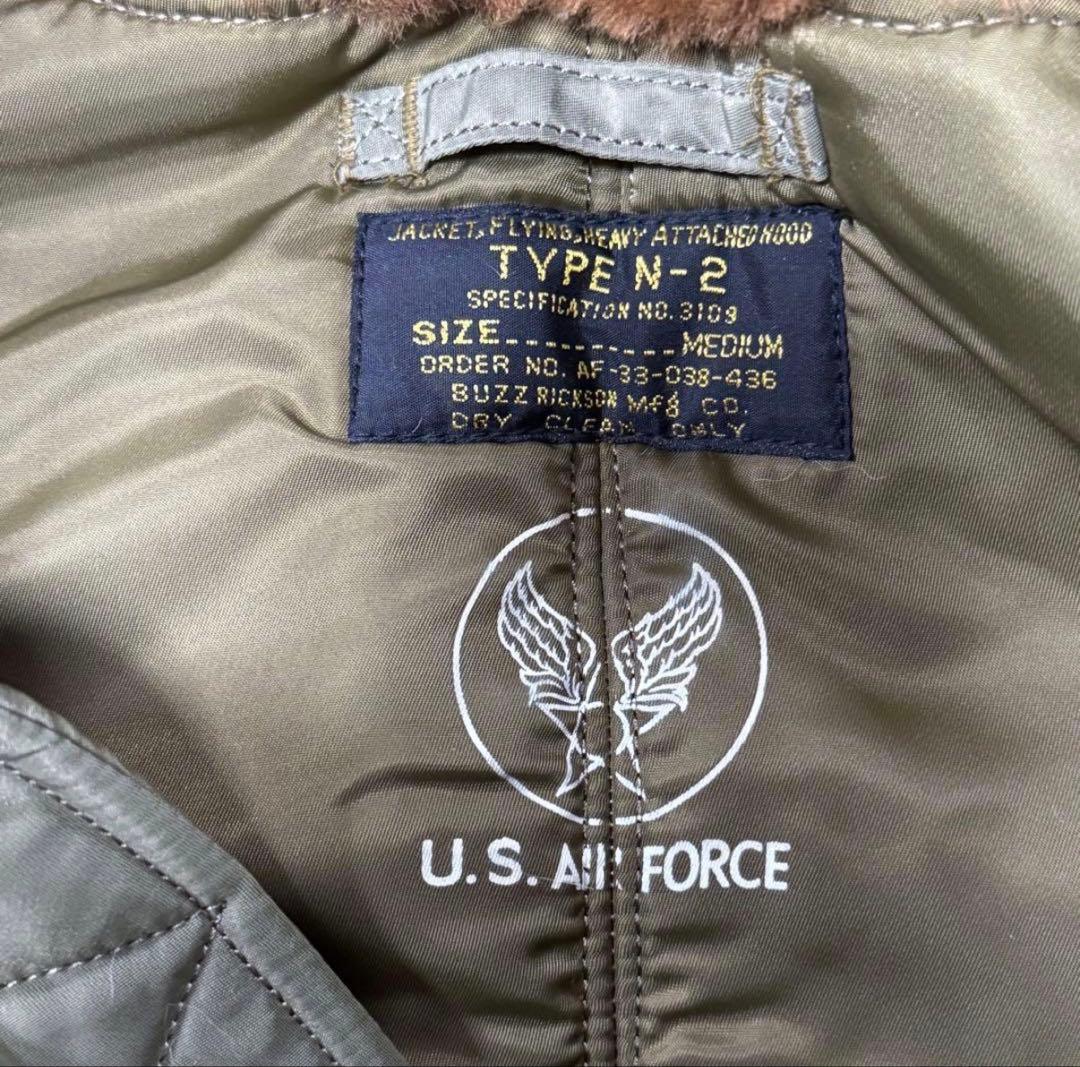 JACKET, FLYING, HEAVY ATTACHED HOOD
TYPE N-2
SPECIFICATION NO. 3109
SIZE...........MEDIUM
ORDER NO. AF-33-038-436
BUZZ RICKSON Mfg CO.
DRY CLEAN ONLY
U.S. AIR FORCE